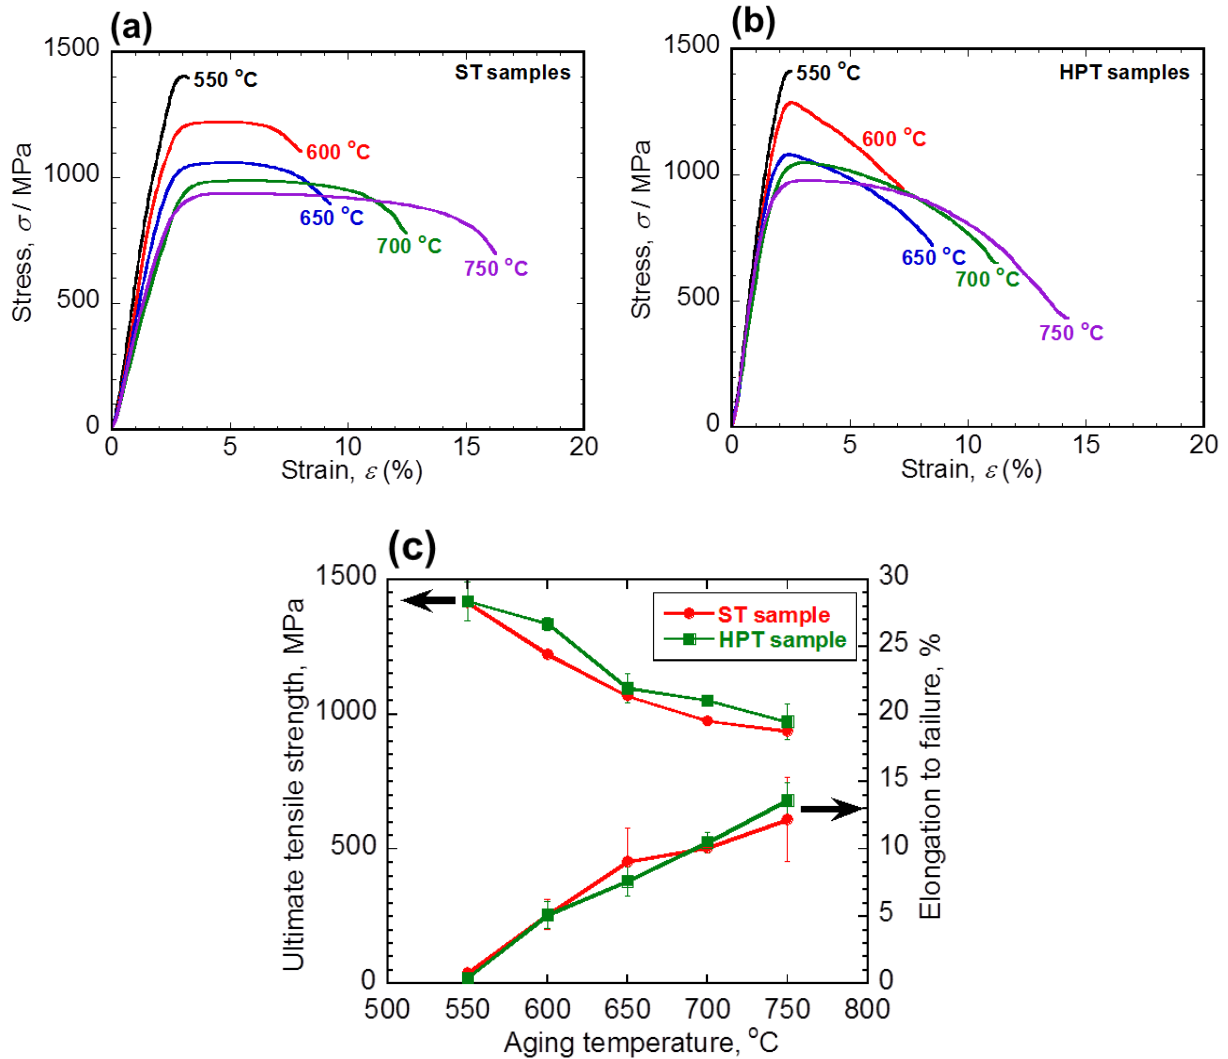 (a)
1500
1000
500
0
Stress, σ / MPa
ST samples
550 °C
600 °C
650 °C
700 °C
750 °C
0 5 10 15 20
Strain, ε (%)
(b)
1500
1000
500
0
Stress, σ / MPa
HPT samples
550 °C
600 °C
650 °C
700 °C
750 °C
0 5 10 15 20
Strain, ε (%)
(c)
1500
1000
500
0
Ultimate tensile strength, MPa
ST sample
HPT sample
30
25
20
15
10
5
0
Elongation to failure, %
500 550 600 650 700 750 800
Aging temperature, °C